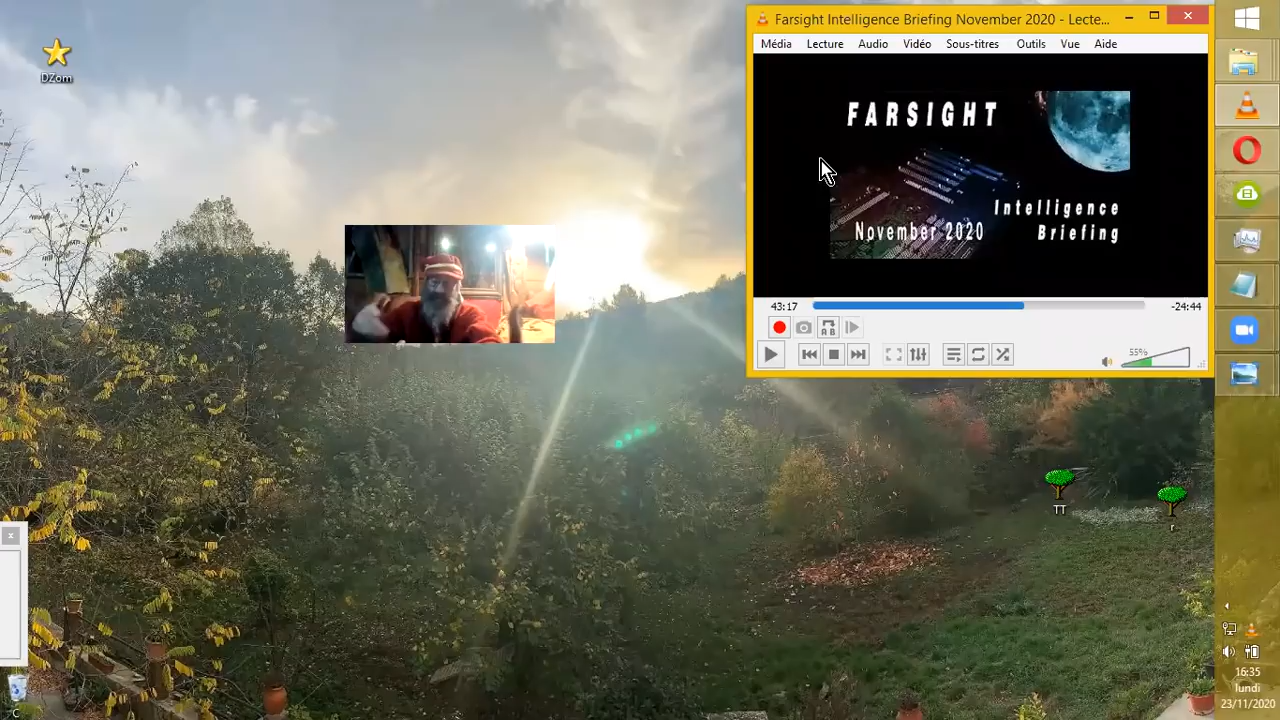 DZom
Farsight Intelligence Briefing November 2020 - Lecte...
Média Lecture Audio Vidéo Sous-titres Outils Vue Aide
FARSIGHT
Intelligence
Briefing
November 2020
43:17
-24:44
A B
55%
TT
r
C
16:35
lundi
23/11/2020